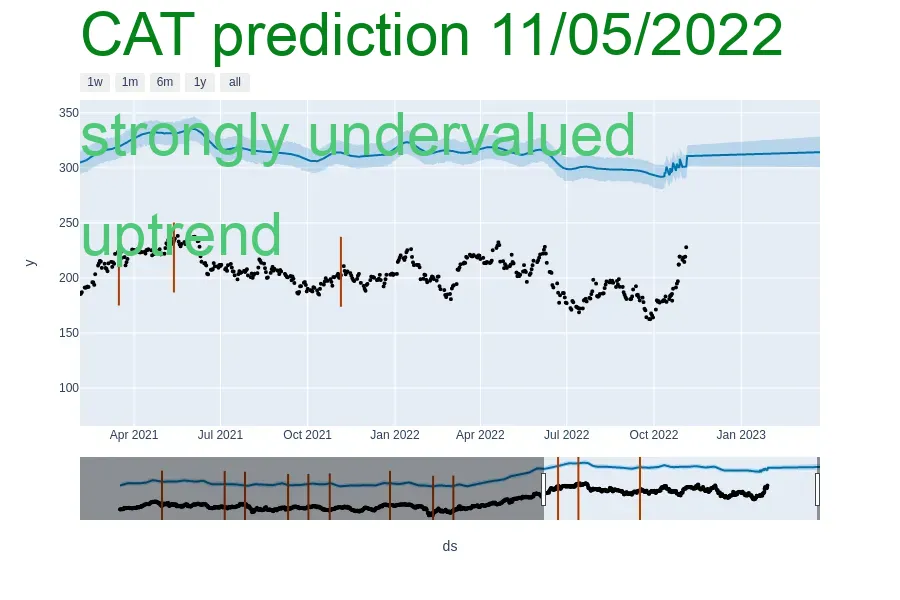 CAT prediction 11/05/2022
1w 1m 6m 1y all
350
strongly undervalued
300
250
uptrend
y
200
150
100
Apr 2021 Jul 2021 Oct 2021 Jan 2022 Apr 2022 Jul 2022 Oct 2022 Jan 2023
ds